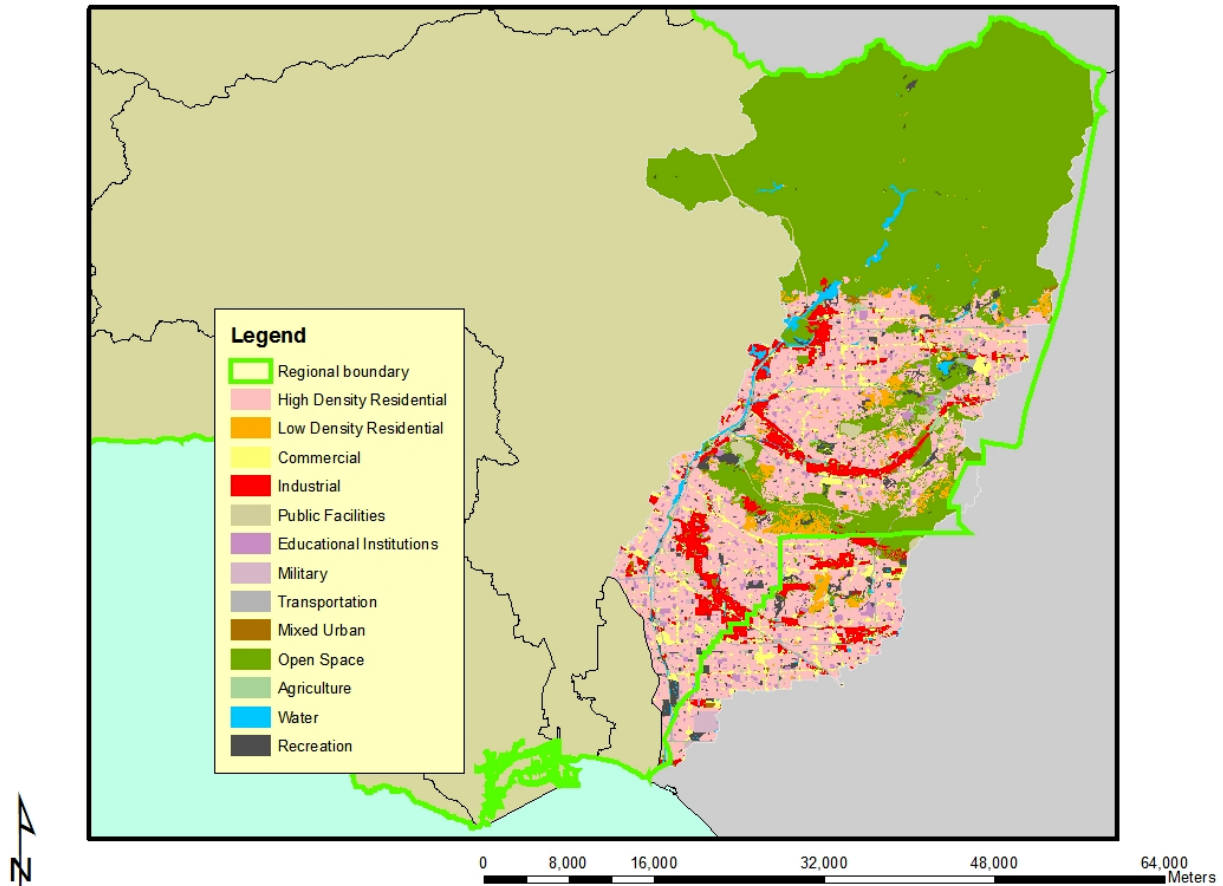 Legend
Regional boundary
High Density Residential
Low Density Residential
Commercial
Industrial
Public Facilities
Educational Institutions
Military
Transportation
Mixed Urban
Open Space
Agriculture
Water
Recreation
N
0 8,000 16,000 32,000 48,000 64,000
Meters